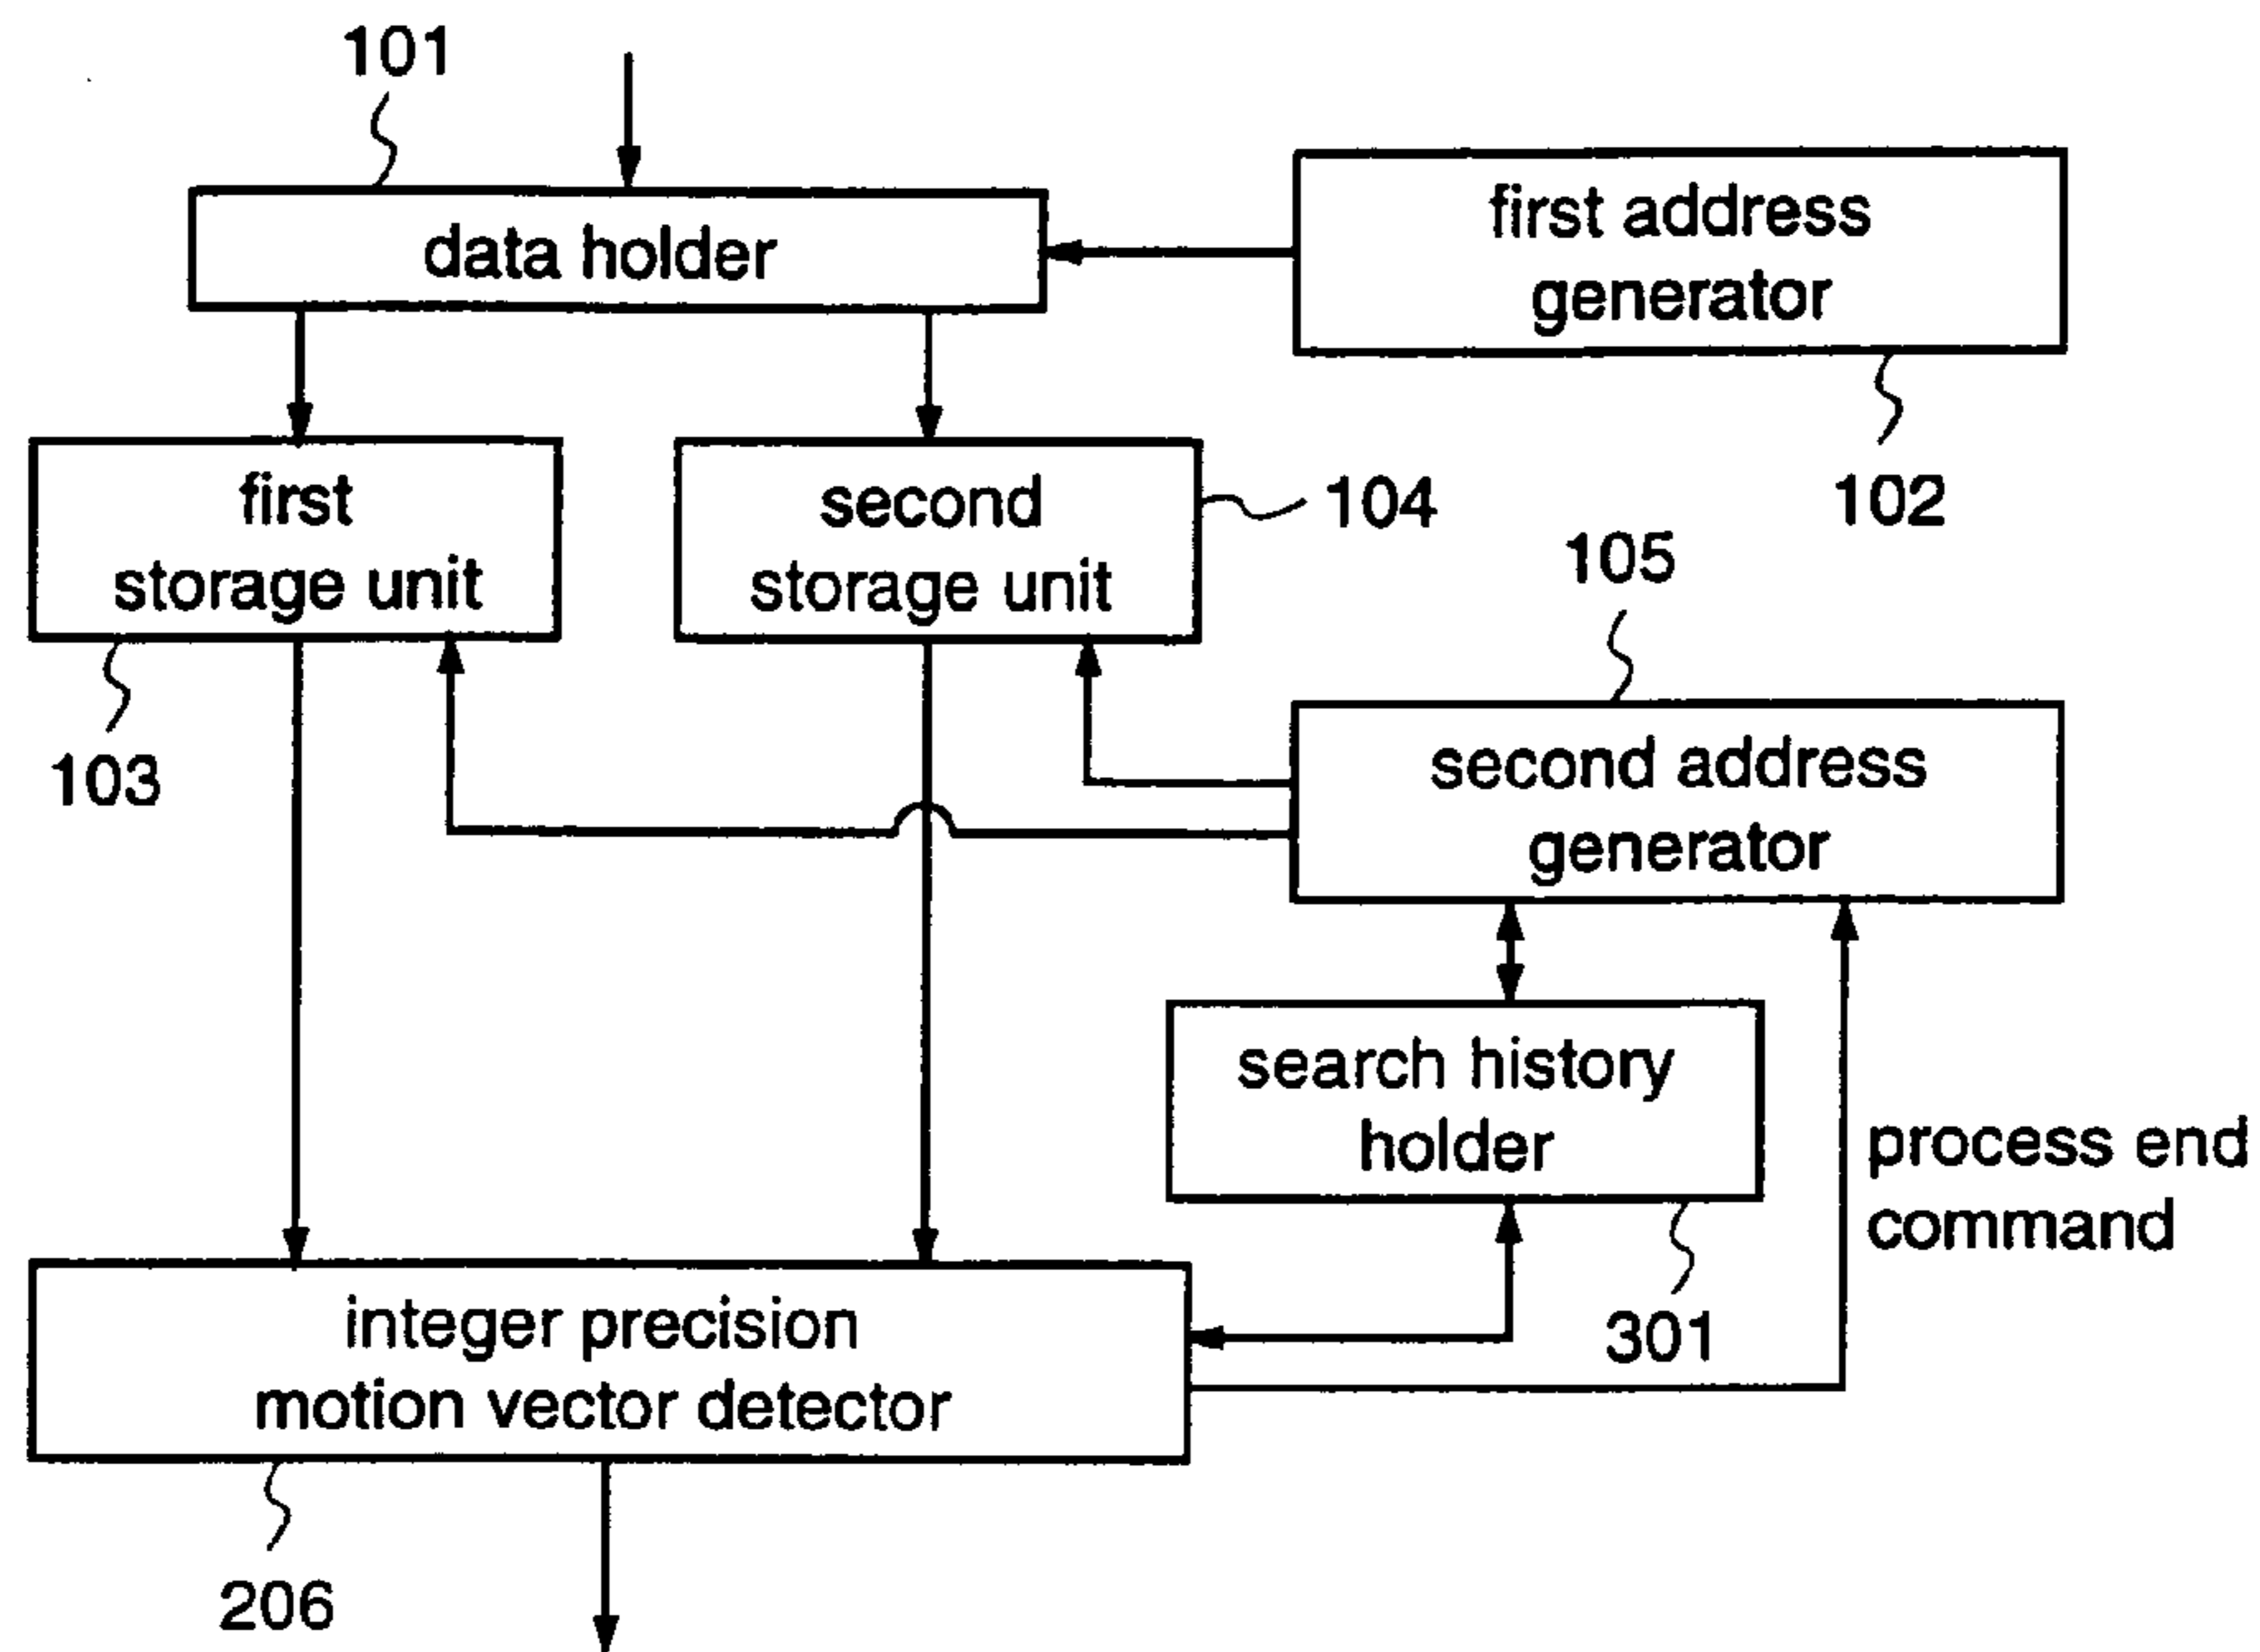 101
data holder
first address
generator
102
first
storage unit
103
second
storage unit
104
105
second address
generator
search history
holder
301
process end
command
integer precision
motion vector detector
206